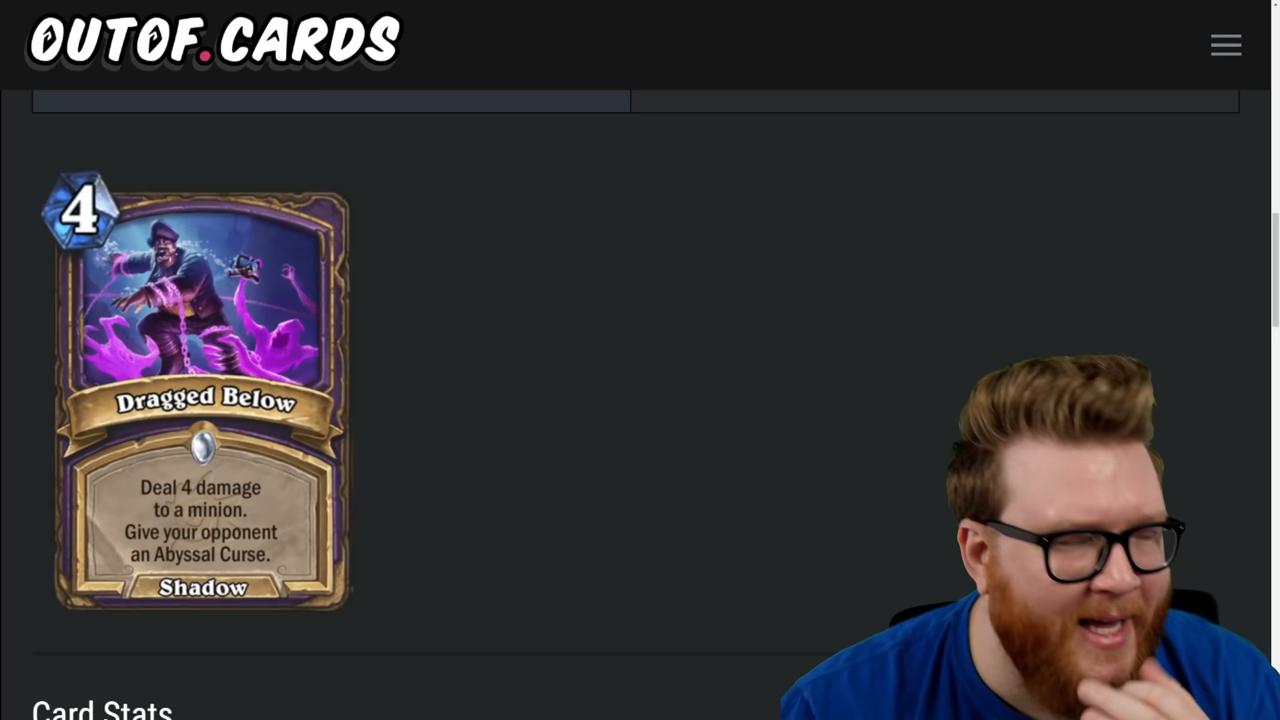 OUTOF.CARDS
4
Dragged Below
Deal 4 damage
to a minion.
Give your opponent
an Abyssal Curse.
Shadow
Card Stats